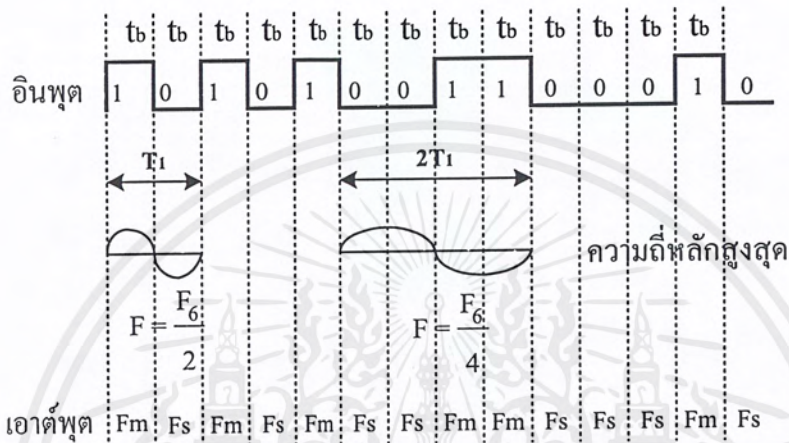 tb tb tb tb tb tb tb tb tb tb tb tb tb tb
อินพุต 1 0 1 0 1 0 0 1 1 0 0 0 1 0
T1 2T1
ความถี่หลักสูงสุด
F = F6/2 F = F6/4
เอาต์พุต Fm Fs Fm Fs Fm Fs Fs Fm Fm Fs Fs Fs Fm Fs